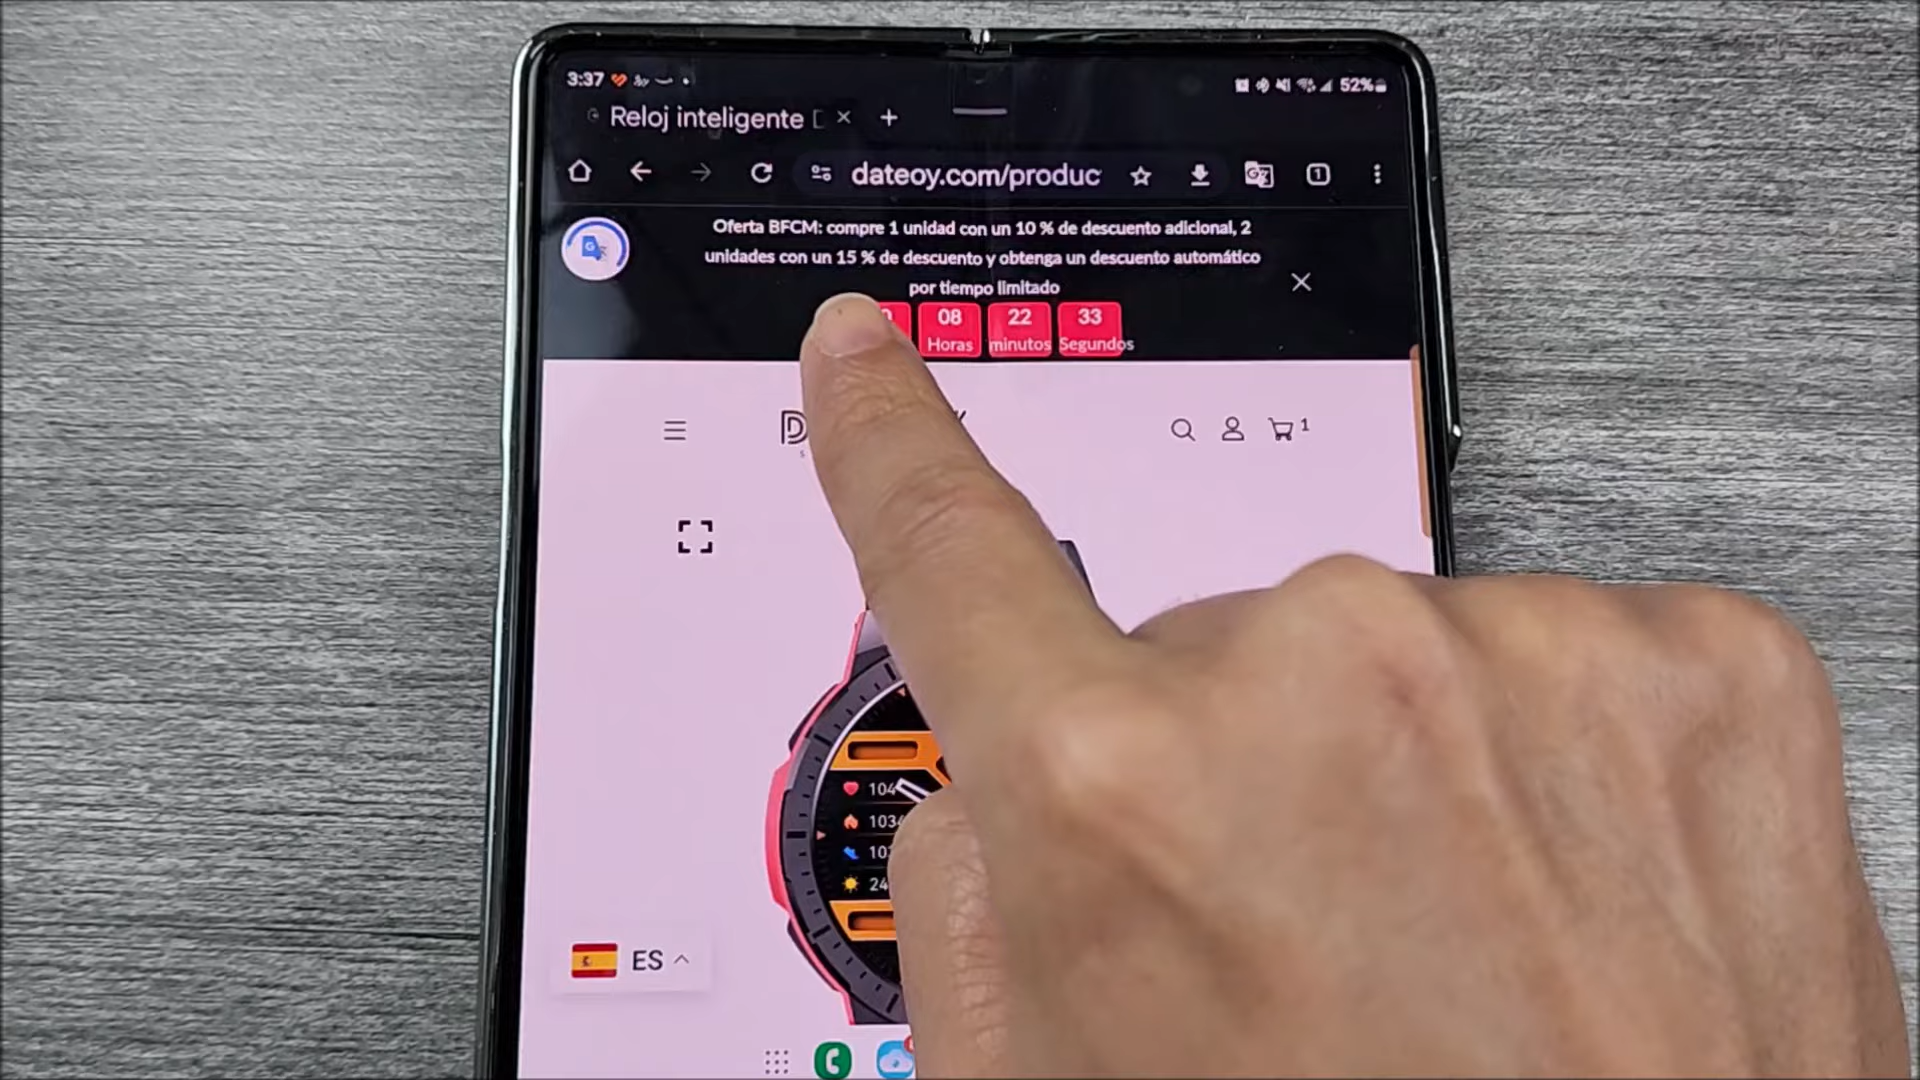 3:37
52%
Reloj inteligente
dateoy.com/produc
Oferta BFCM: compre 1 unidad con un 10 % de descuento adicional, 2
unidades con un 15 % de descuento y obtenga un descuento automático
por tiempo limitado
08 22 33
Horas minutos Segundos
D
1
104
103
10
24
ES